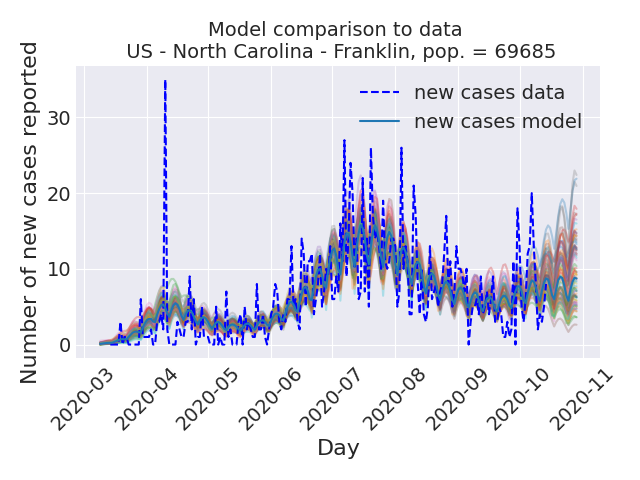 Model comparison to data
US - North Carolina - Franklin, pop. = 69685
Number of new cases reported
30
20
10
0
new cases data
new cases model
2020-03
2020-04
2020-05
2020-06
2020-07
2020-08
2020-09
2020-10
2020-11
Day